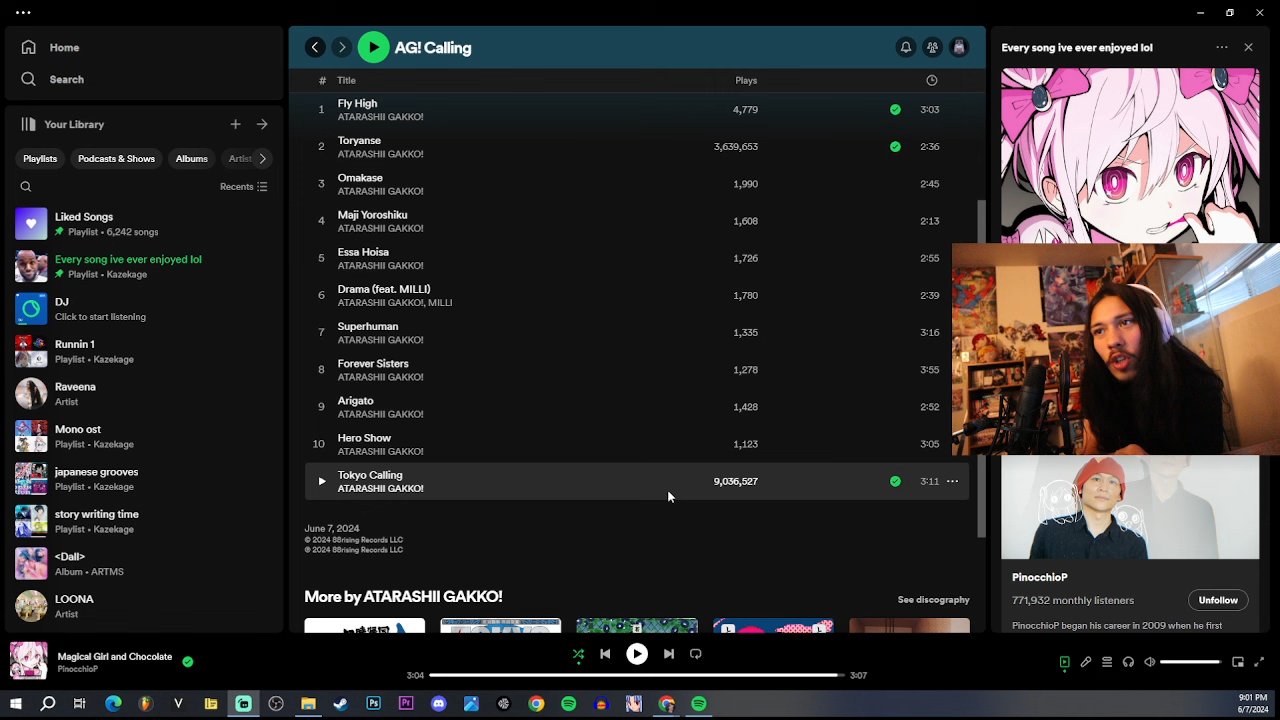 Home
Search
Your Library
Playlists
Podcasts & Shows
Albums
Artist
Recents
Liked Songs
Playlist • 6,242 songs
Every song ive ever enjoyed lol
Playlist • Kazekage
DJ
Click to start listening
Runnin 1
Playlist • Kazekage
Raveena
Artist
Mono ost
Playlist • Kazekage
japanese grooves
Playlist • Kazekage
story writing time
Playlist • Kazekage
<Dall>
Album • ARTMS
LOONA
Artist
AG! Calling
# Title Plays
1 Fly High 4,779 3:03
ATARASHII GAKKO!
2 Toryanse 3,639,653 2:36
ATARASHII GAKKO!
3 Omakase 1,990 2:45
ATARASHII GAKKO!
4 Maji Yoroshiku 1,608 2:13
ATARASHII GAKKO!
5 Essa Hoisa 1,726 2:55
ATARASHII GAKKO!
6 Drama (feat. MILLI) 1,780 2:39
ATARASHII GAKKO!, MILLI
7 Superhuman 1,335 3:16
ATARASHII GAKKO!
8 Forever Sisters 1,278 3:55
ATARASHII GAKKO!
9 Arigato 1,428 2:52
ATARASHII GAKKO!
10 Hero Show 1,123 3:05
ATARASHII GAKKO!
Tokyo Calling 9,036,527 3:11
ATARASHII GAKKO!
June 7, 2024
© 2024 88rising Records LLC
℗ 2024 88rising Records LLC
More by ATARASHII GAKKO!
See discography
Every song ive ever enjoyed lol
PinocchioP
771,932 monthly listeners
Unfollow
PinocchioP began his career in 2009 when he first
Magical Girl and Chocolate
PinocchioP
3:04
3:07
9:01 PM
6/7/2024